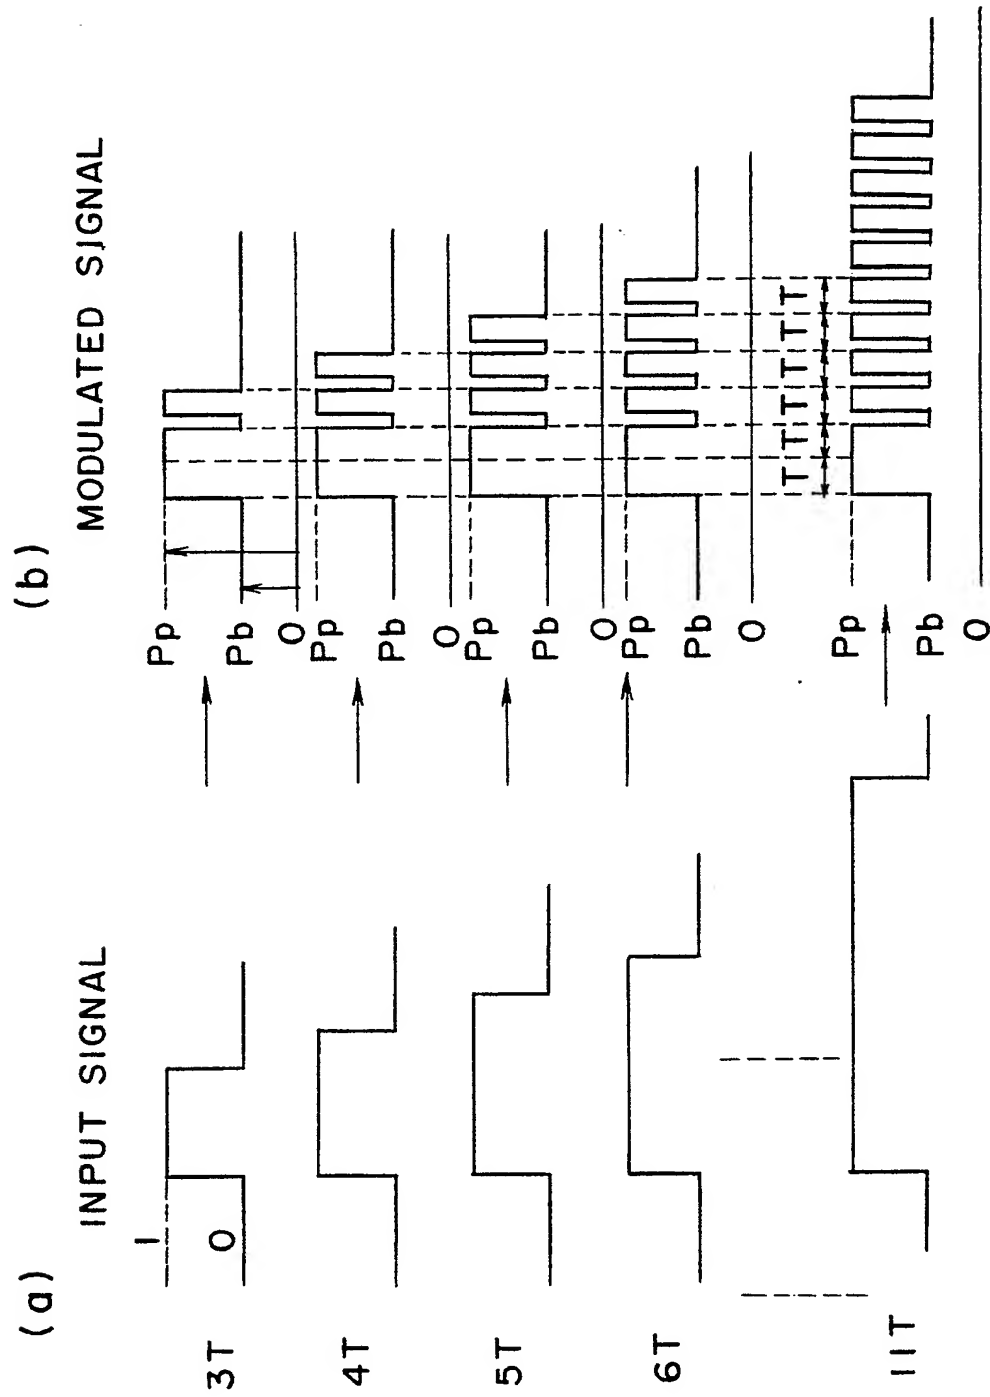 (a)
INPUT SIGNAL
1
0
3T
4T
5T
6T
11T
(b)
MODULATED SIGNAL
Pp
Pb
0
Pp
Pb
0
Pp
Pb
0
Pp
Pb
0
T T T T T T
Pp
Pb
0